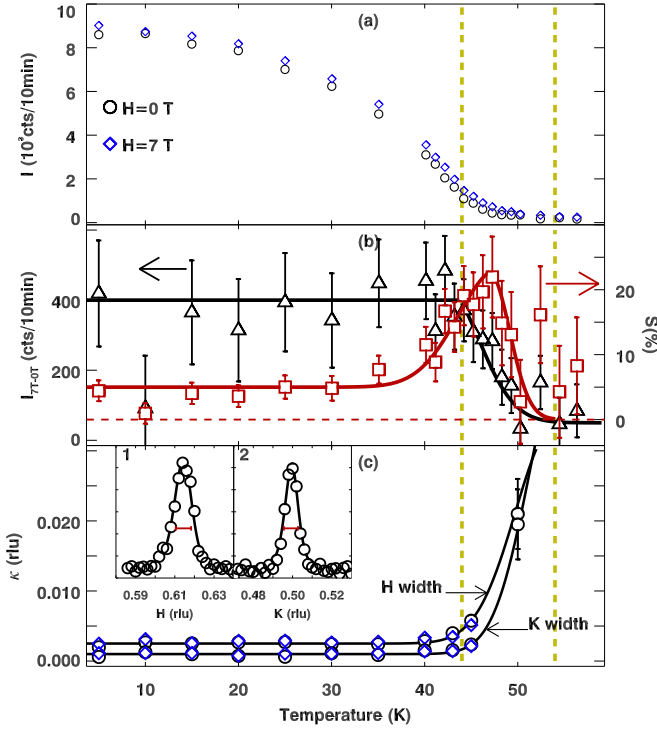 (a)
10
8
6
4
2
0
I (10³cts/10min)
H=0 T
H=7 T
(b)
400
200
0
I7T-0T (cts/10min)
20
10
0
S(%)
(c)
0.020
0.010
0.000
κ (rlu)
1
2
0.59 0.61 0.63
H (rlu)
0.48 0.50 0.52
K (rlu)
H width
K width
10 20 30 40 50
Temperature (K)